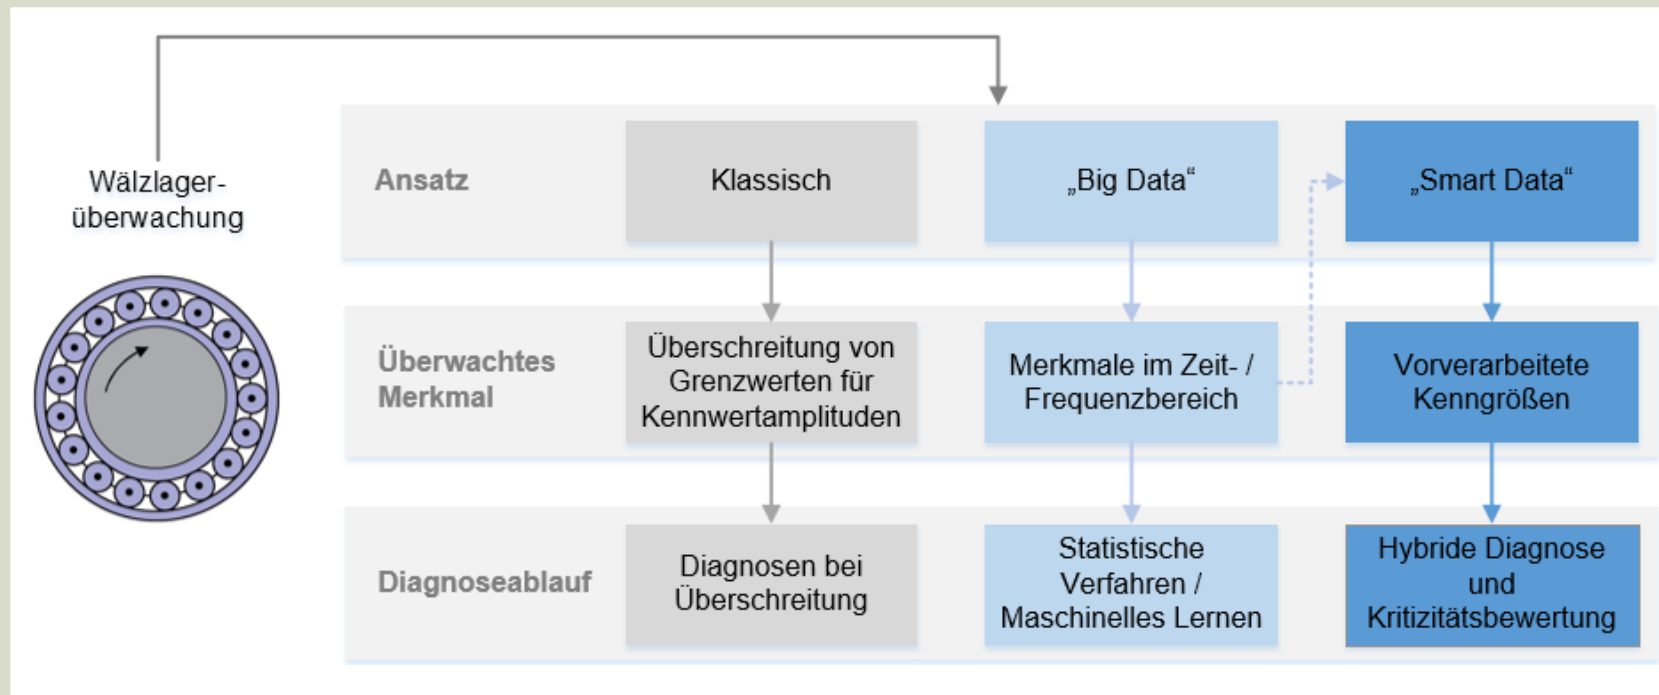 Wälzlager-
überwachung
Ansatz
Klassisch
„Big Data“
„Smart Data“
Überwachtes
Merkmal
Überschreitung von
Grenzwerten für
Kennwertamplituden
Merkmale im Zeit- /
Frequenzbereich
Vorverarbeitete
Kenngrößen
Diagnoseablauf
Diagnosen bei
Überschreitung
Statistische
Verfahren /
Maschinelles Lernen
Hybride Diagnose
und
Kritizitätsbewertung